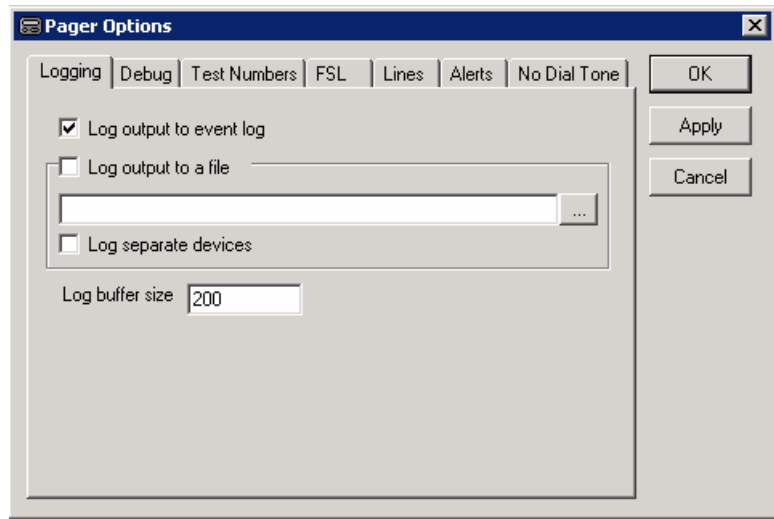 Pager Options
Logging Debug Test Numbers FSL Lines Alerts No Dial Tone
OK
Log output to event log
Apply
Log output to a file
Cancel
...
Log separate devices
Log buffer size 200